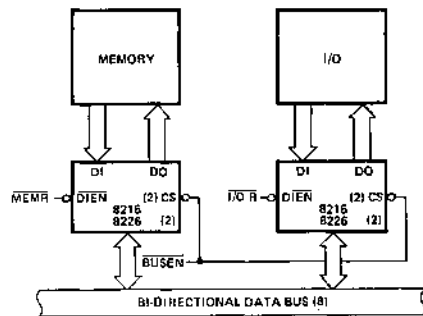 MEMORY
I/O
DI
DO
DI
DO
MEMR
DIEN
(2) CS
I/O R
DIEN
(2) CS
8216
8226
(2)
8216
8226
(2)
BUSEN
BI-DIRECTIONAL DATA BUS (8)